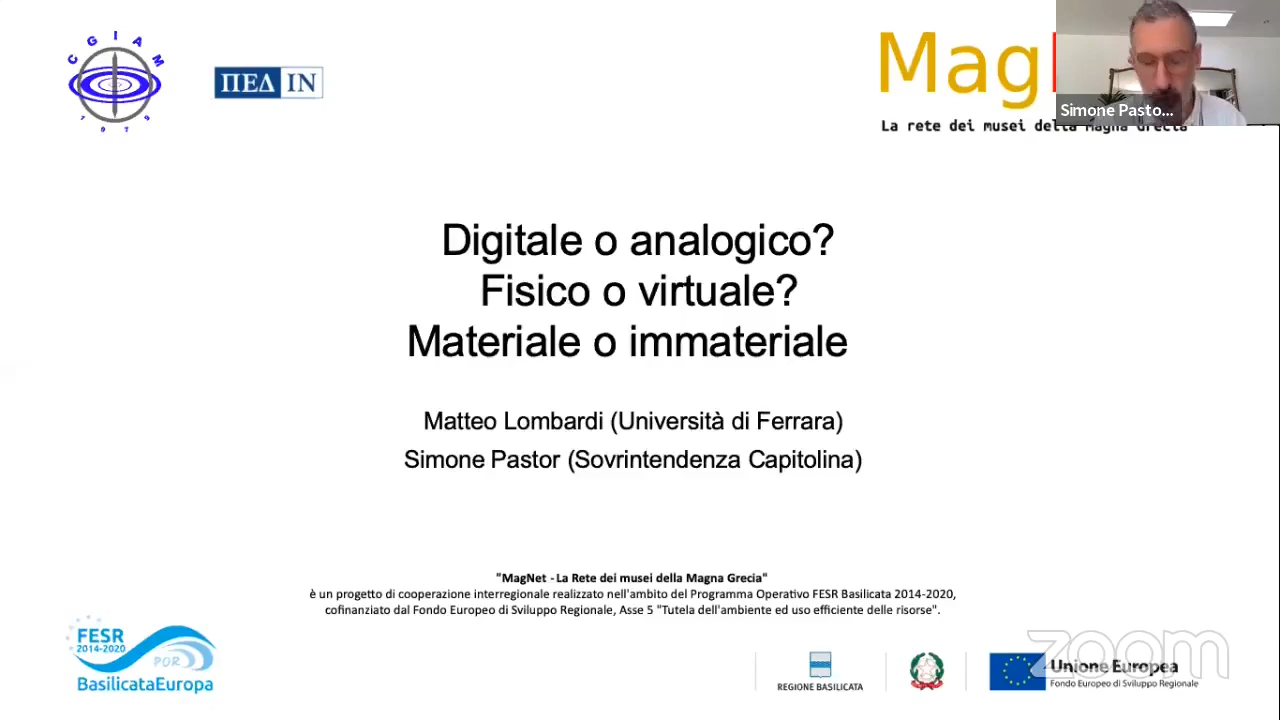 CGIAM
1979
ΠΕΔ IN
Mag
Simone Pasto...
La rete dei musei della Magna Grecia
Digitale o analogico?
Fisico o virtuale?
Materiale o immateriale
Matteo Lombardi (Università di Ferrara)
Simone Pastor (Sovrintendenza Capitolina)
"MagNet - La Rete dei musei della Magna Grecia"
è un progetto di cooperazione interregionale realizzato nell'ambito del Programma Operativo FESR Basilicata 2014-2020,
cofinanziato dal Fondo Europeo di Sviluppo Regionale, Asse 5 "Tutela dell'ambiente ed uso efficiente delle risorse".
FESR
2014-2020
POR
BasilicataEuropa
REGIONE BASILICATA
Unione Europea
Fondo Europeo di Sviluppo Regionale
zoom